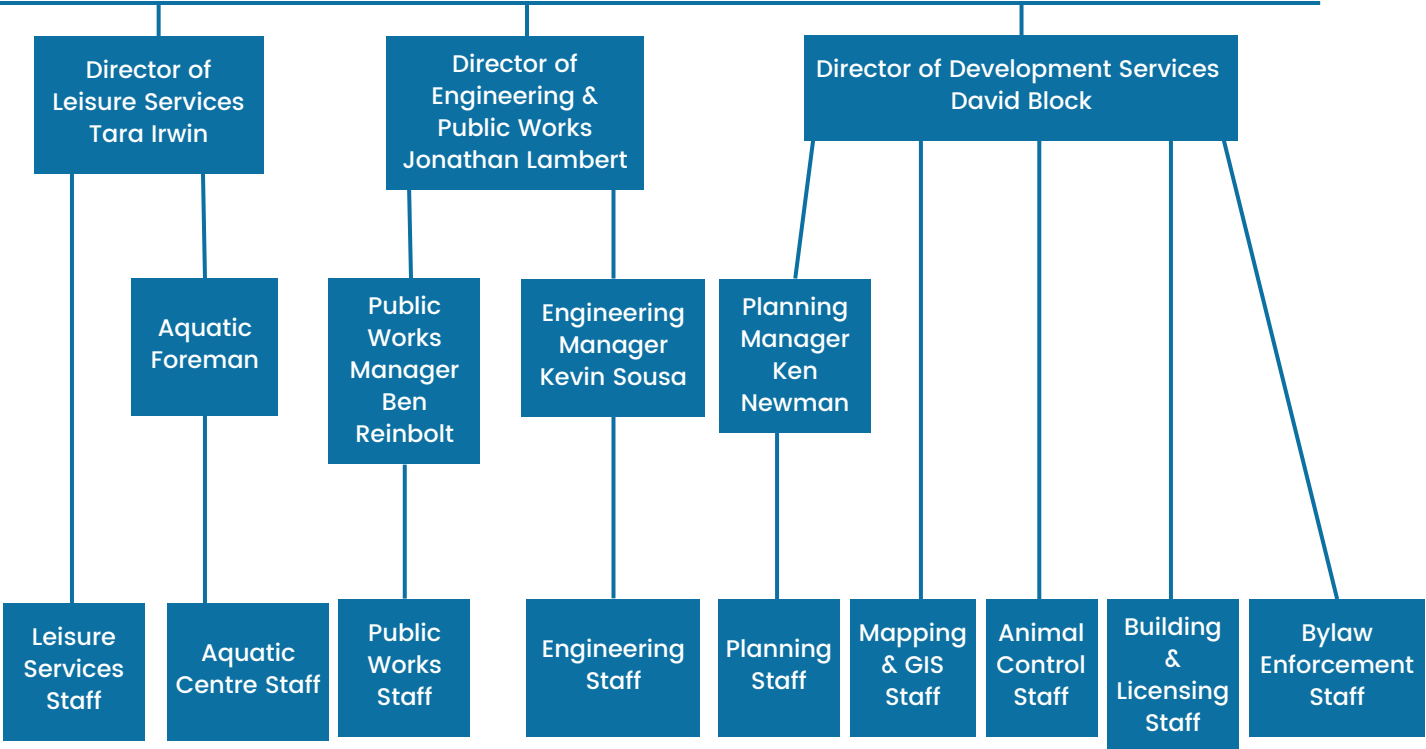 Director of
Leisure Services
Tara Irwin
Director of
Engineering &
Public Works
Jonathan Lambert
Director of Development Services
David Block
Aquatic
Foreman
Public
Works
Manager
Ben
Reinbolt
Engineering
Manager
Kevin Sousa
Planning
Manager
Ken
Newman
Leisure
Services
Staff
Aquatic
Centre Staff
Public
Works
Staff
Engineering
Staff
Planning
Staff
Mapping
& GIS
Staff
Animal
Control
Staff
Building
&
Licensing
Staff
Bylaw
Enforcement
Staff